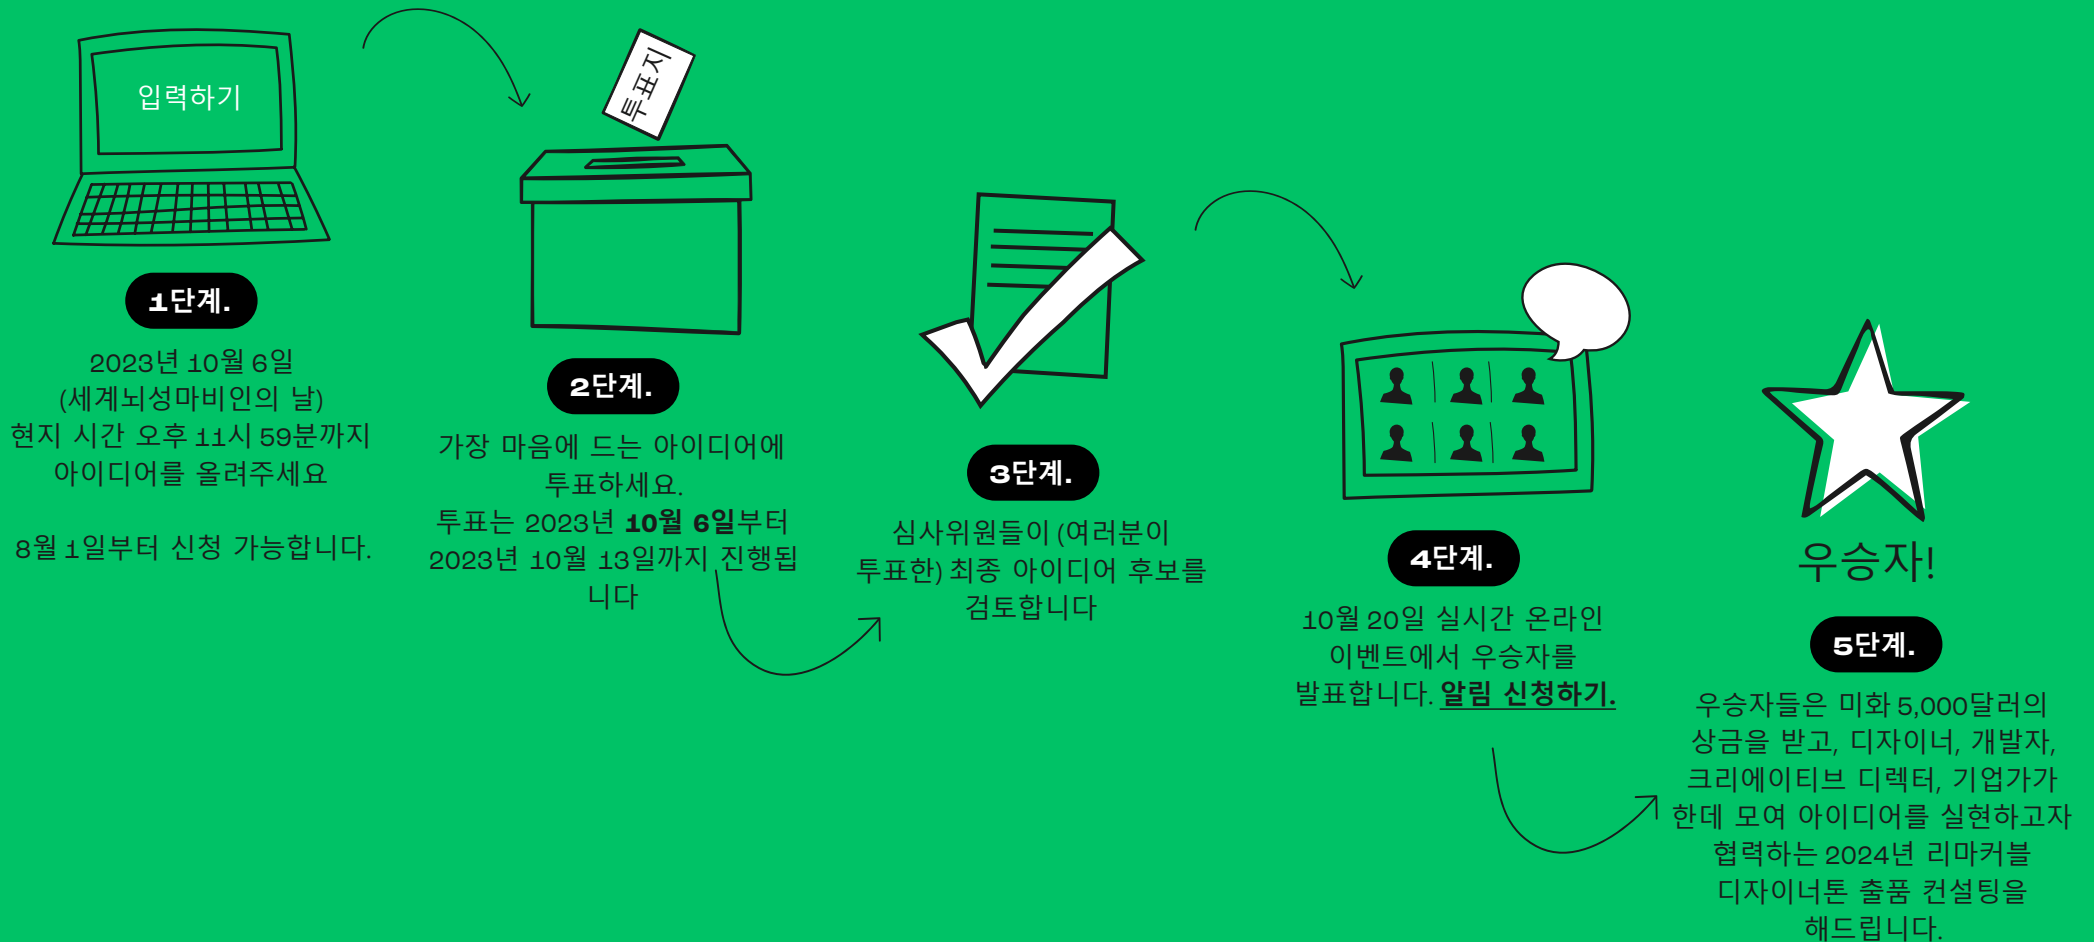 입력하기
1단계.
2023년 10월 6일
(세계뇌성마비인의 날)
현지 시간 오후 11시 59분까지
아이디어를 올려주세요
8월 1일부터 신청 가능합니다.
투표지
2단계.
가장 마음에 드는 아이디어에
투표하세요.
투표는 2023년 10월 6일부터
2023년 10월 13일까지 진행됩
니다
3단계.
심사위원들이 (여러분이
투표한) 최종 아이디어 후보를
검토합니다
4단계.
10월 20일 실시간 온라인
이벤트에서 우승자를
발표합니다. 알림 신청하기.
우승자!
5단계.
우승자들은 미화 5,000달러의
상금을 받고, 디자이너, 개발자,
크리에이티브 디렉터, 기업가가
한데 모여 아이디어를 실현하고자
협력하는 2024년 리마커블
디자이너톤 출품 컨설팅을
해드립니다.